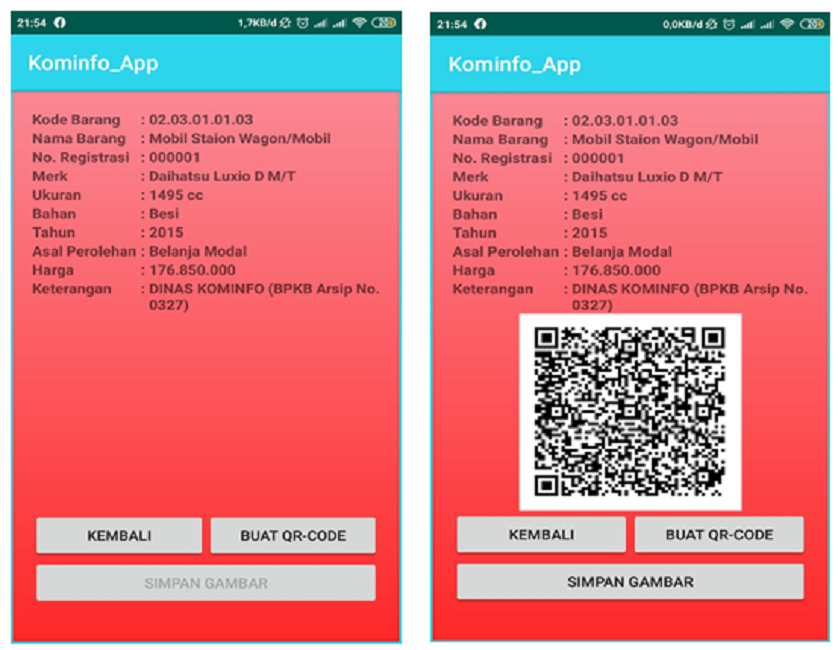 21:54
1,7KB/d
Kominfo_App
Kode Barang : 02.03.01.01.03
Nama Barang : Mobil Staion Wagon/Mobil
No. Registrasi : 000001
Merk : Daihatsu Luxio D M/T
Ukuran : 1495 cc
Bahan : Besi
Tahun : 2015
Asal Perolehan : Belanja Modal
Harga : 176.850.000
Keterangan : DINAS KOMINFO (BPKB Arsip No.
0327)
KEMBALI
BUAT QR-CODE
SIMPAN GAMBAR
21:54
0,0KB/d
Kominfo_App
Kode Barang : 02.03.01.01.03
Nama Barang : Mobil Staion Wagon/Mobil
No. Registrasi : 000001
Merk : Daihatsu Luxio D M/T
Ukuran : 1495 cc
Bahan : Besi
Tahun : 2015
Asal Perolehan : Belanja Modal
Harga : 176.850.000
Keterangan : DINAS KOMINFO (BPKB Arsip No.
0327)
KEMBALI
BUAT QR-CODE
SIMPAN GAMBAR